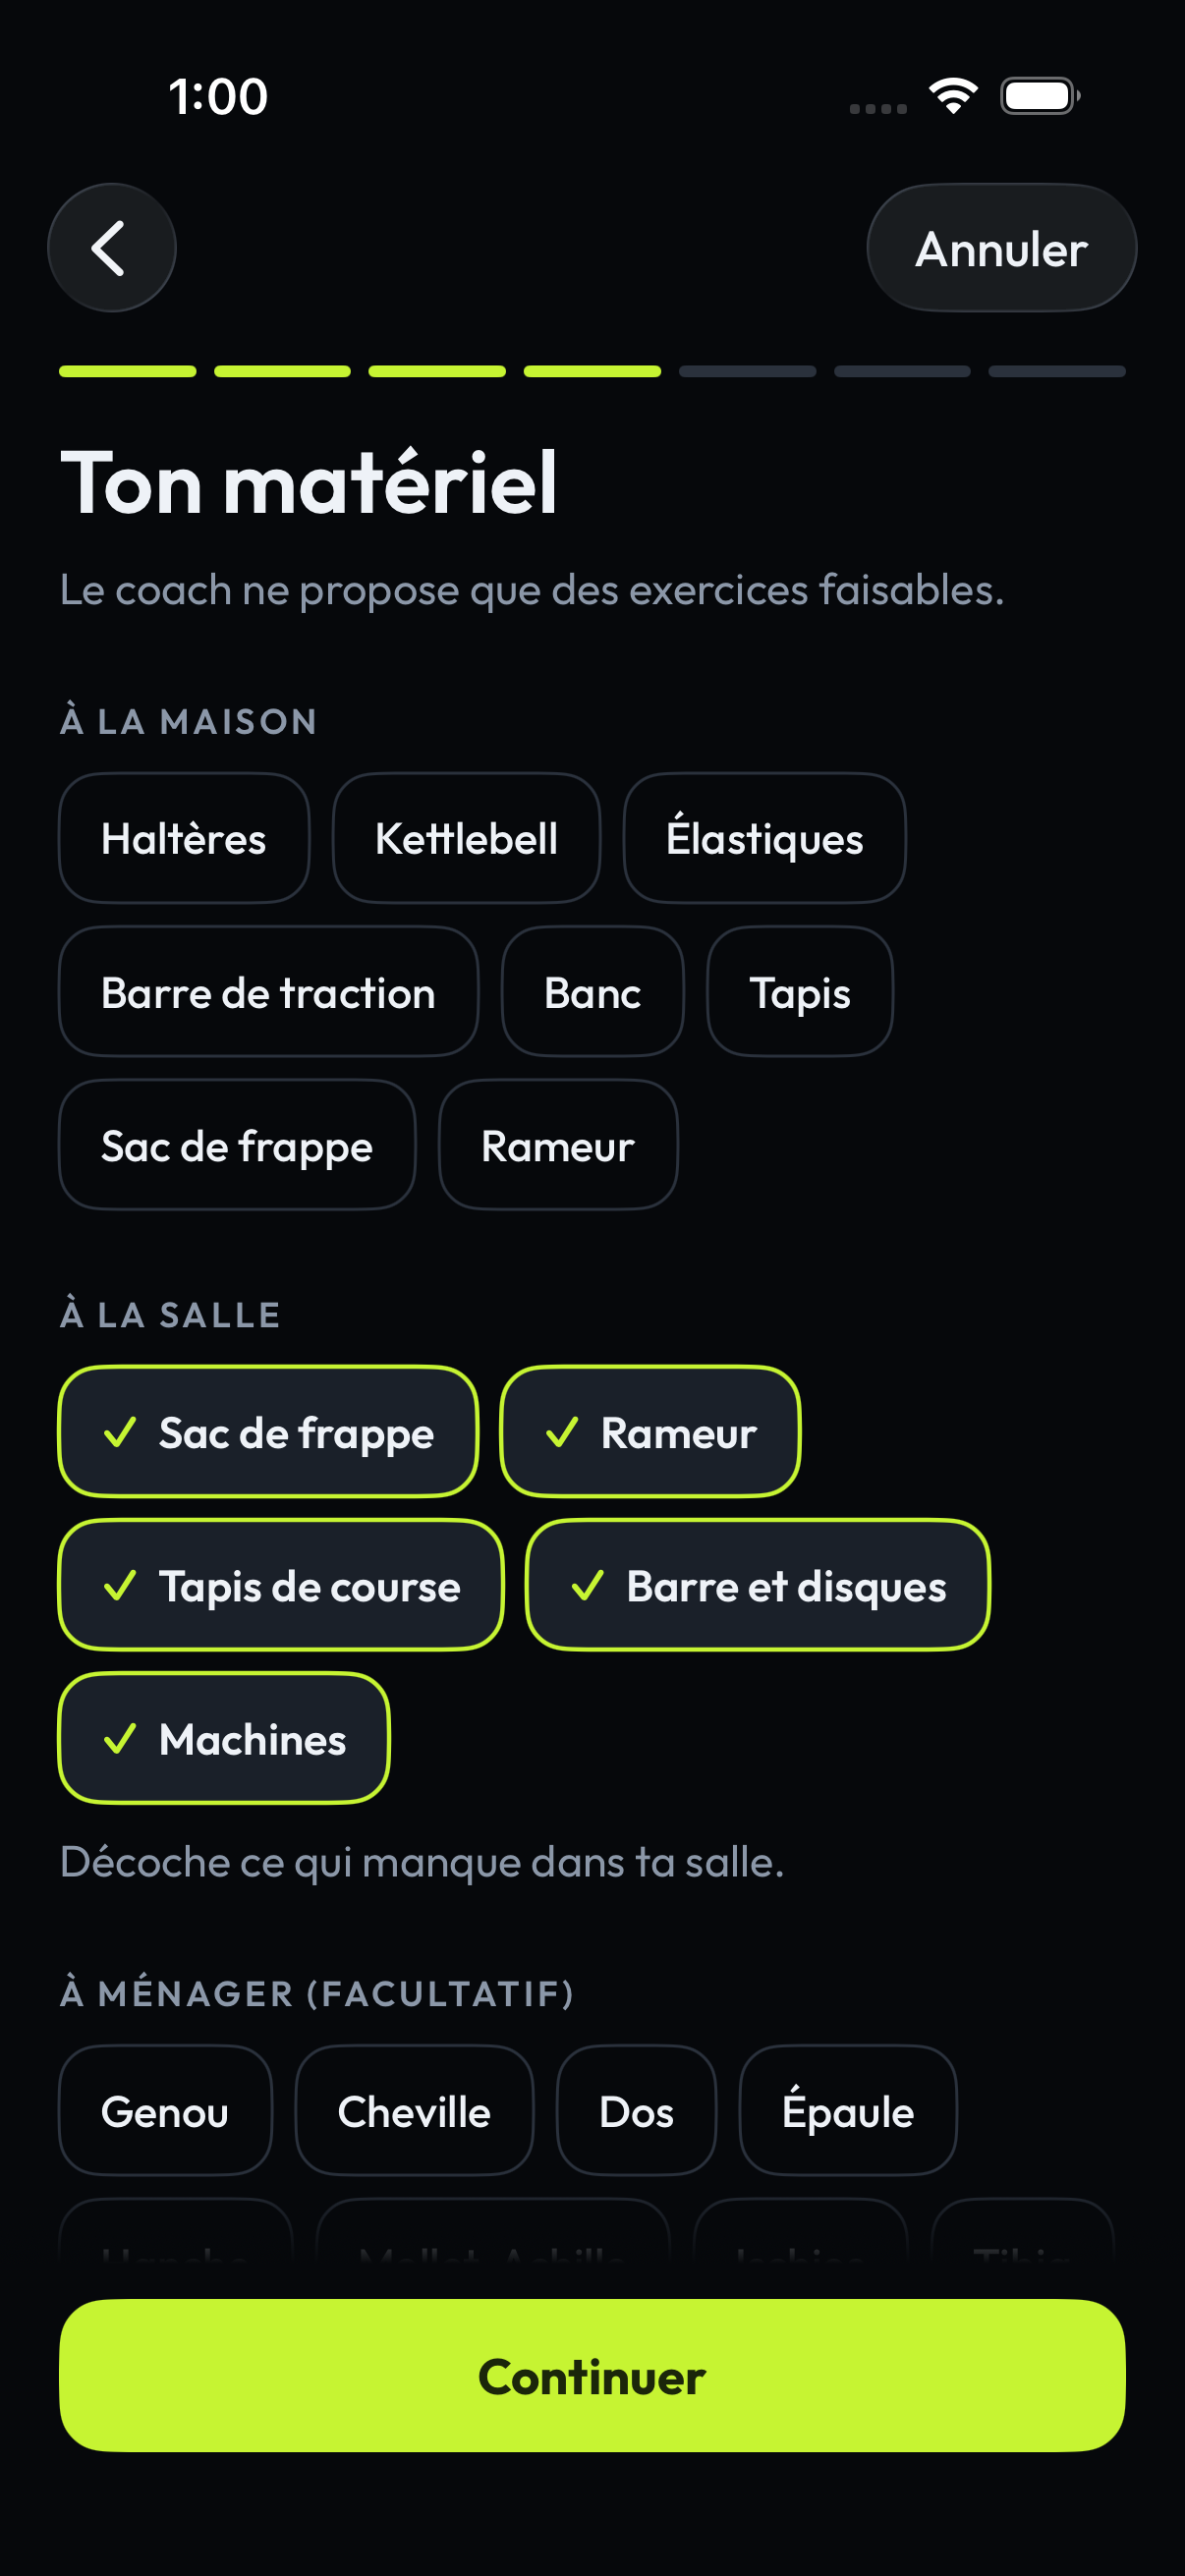 1:00
Annuler
Ton matériel
Le coach ne propose que des exercices faisables.
À LA MAISON
Haltères Kettlebell Élastiques
Barre de traction Banc Tapis
Sac de frappe Rameur
À LA SALLE
Sac de frappe Rameur
Tapis de course Barre et disques
Machines
Décoche ce qui manque dans ta salle.
À MÉNAGER (FACULTATIF)
Genou Cheville Dos Épaule
Continuer